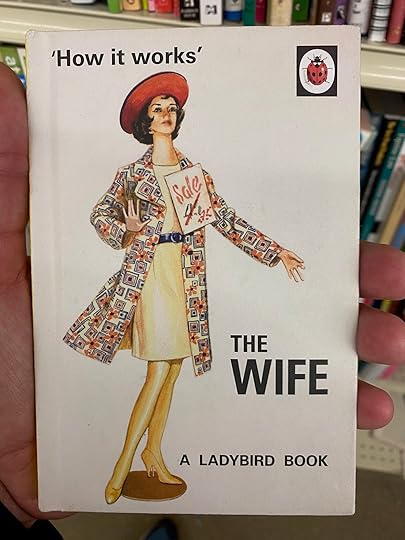 'How it works'
Sale
THE
WIFE
A LADYBIRD BOOK